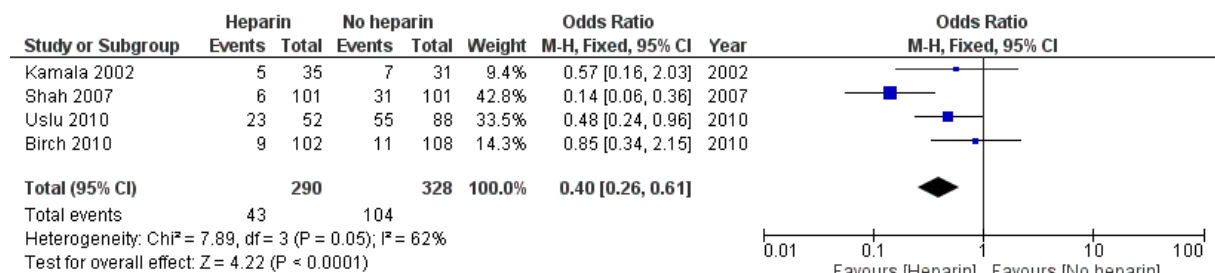 Heparin No heparin Odds Ratio Odds Ratio
Study or Subgroup Events Total Events Total Weight M-H, Fixed, 95% CI Year M-H, Fixed, 95% CI
Kamala 2002 5 35 7 31 9.4% 0.57 [0.16, 2.03] 2002
Shah 2007 6 101 31 101 42.8% 0.14 [0.06, 0.36] 2007
Uslu 2010 23 52 55 88 33.5% 0.48 [0.24, 0.96] 2010
Birch 2010 9 102 11 108 14.3% 0.85 [0.34, 2.15] 2010
Total (95% CI) 290 328 100.0% 0.40 [0.26, 0.61]
Total events 43 104
Heterogeneity: Chi² = 7.89, df = 3 (P = 0.05); I² = 62%
Test for overall effect: Z = 4.22 (P < 0.0001)
0.01 0.1 1 10 100
Favours [Heparin] Favours [No heparin]